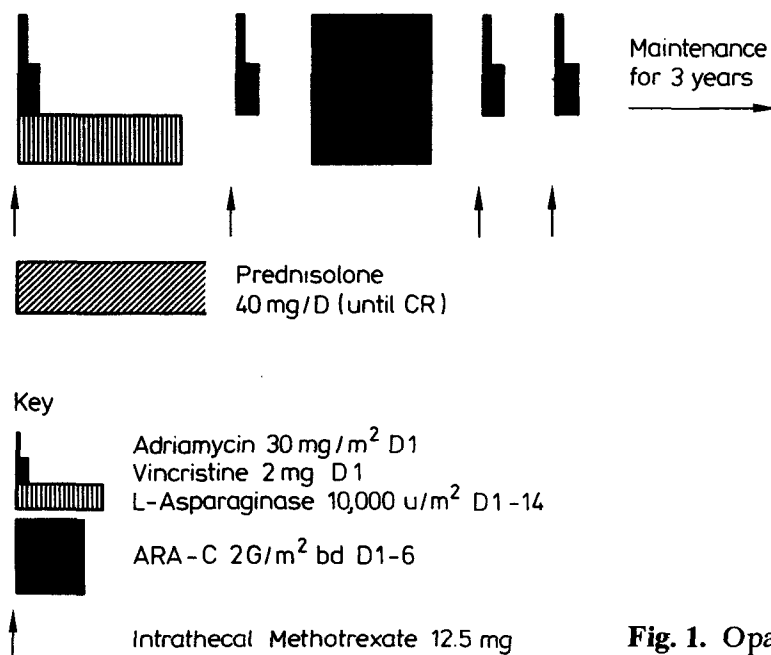 Maintenance
for 3 years
Prednisolone
40 mg/D (until CR)
Key
Adriamycin 30 mg/m² D1
Vincristine 2 mg D1
L-Asparaginase 10,000 u/m² D1-14
ARA-C 2G/m² bd D1-6
Intrathecal Methotrexate 12.5 mg
Fig. 1. Opa